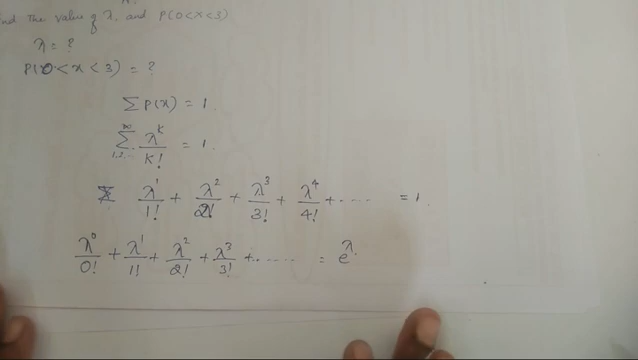 the value of λ, and P(0<X<3)
λ = ?
P(0<x<3) = ?
∑ P(x) = 1.
∑_{1,2...}^{∞} λ^k/k! = 1.
λ^1/1! + λ^2/2! + λ^3/3! + λ^4/4! + ..... = 1.
λ^0/0! + λ^1/1! + λ^2/2! + λ^3/3! + ...... = e^λ.